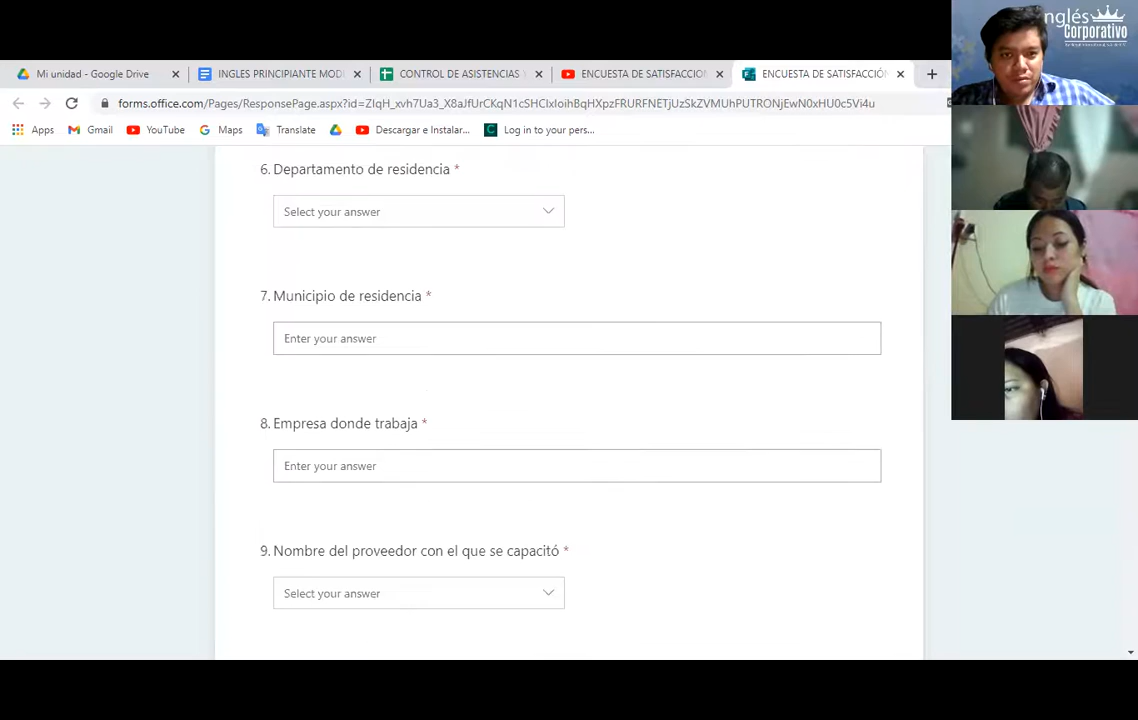 Mi unidad - Google Drive
INGLES PRINCIPIANTE MOD
CONTROL DE ASISTENCIAS
ENCUESTA DE SATISFACCION
ENCUESTA DE SATISFACCIÓN
forms.office.com/Pages/ResponsePage.aspx?id=ZIqH_xvh7Ua3_X8aJfUrCKqN1cSHCIxIoihBqHXpzFRURFNETjUzSkZVMUhPUTRONjEwN0xHU0c5Vi4u
Apps
Gmail
YouTube
Maps
Translate
Descargar e Instalar...
Log in to your pers...
6. Departamento de residencia *
Select your answer
7. Municipio de residencia *
Enter your answer
8. Empresa donde trabaja *
Enter your answer
9. Nombre del proveedor con el que se capacitó *
Select your answer
nglés
Corporativo